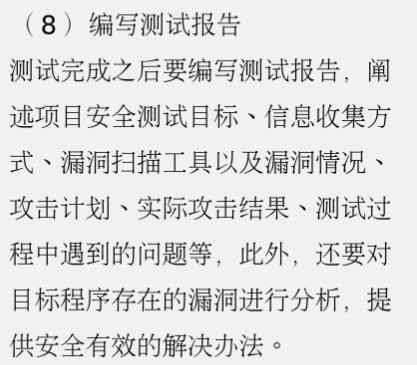 （8）编写测试报告
测试完成之后要编写测试报告，阐
述项目安全测试目标、信息收集方
式、漏洞扫描工具以及漏洞情况、
攻击计划、实际攻击结果、测试过
程中遇到的问题等，此外，还要对
目标程序存在的漏洞进行分析，提
供安全有效的解决办法。